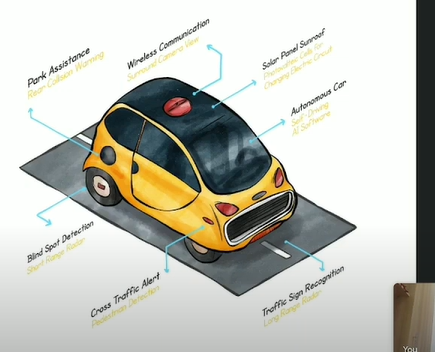 Wireless Communication
Surround Camera View
Solar Panel Sunroof
Photovoltaic Cells for
Charging Electric Circuit
Park Assistance
Rear Collision Warning
Autonomous Car
Self-Driving
AI Software
Blind Spot Detection
Short Range Radar
Cross Traffic Alert
Pedestrian Detection
Traffic Sign Recognition
Long Range Radar
You